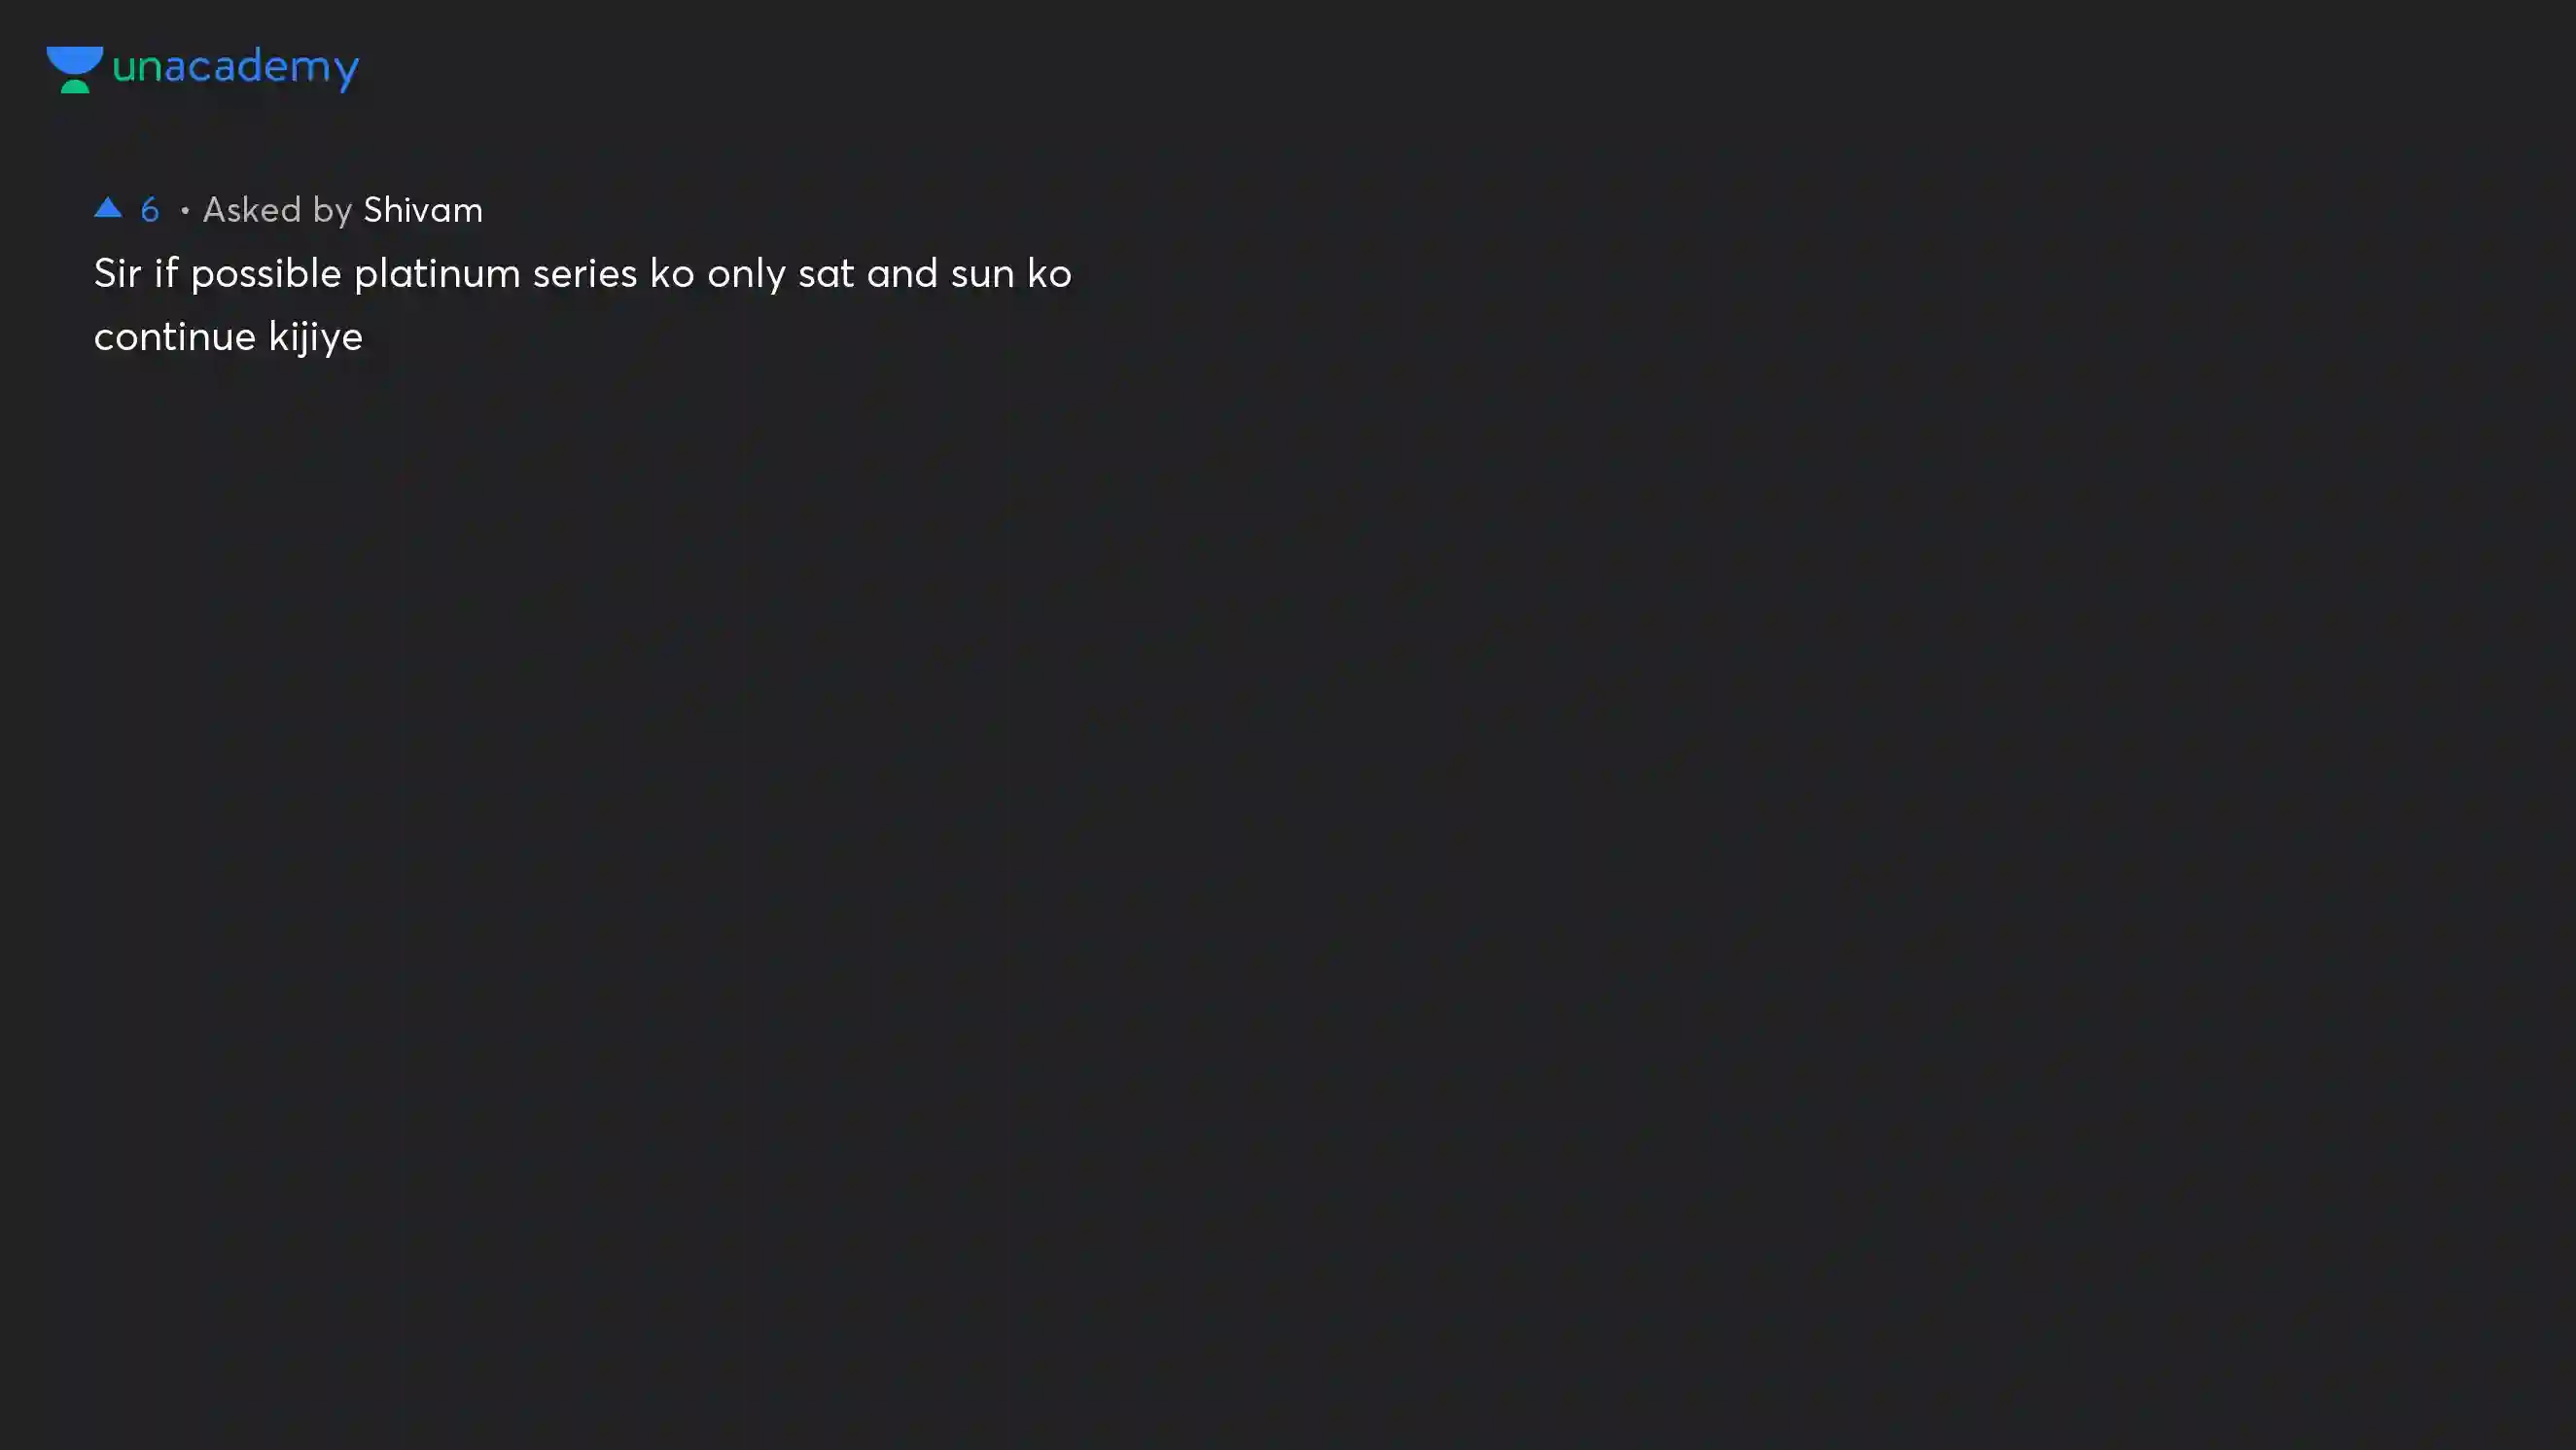 unacademy
▲ 6 • Asked by Shivam
Sir if possible platinum series ko only sat and sun ko
continue kijiye